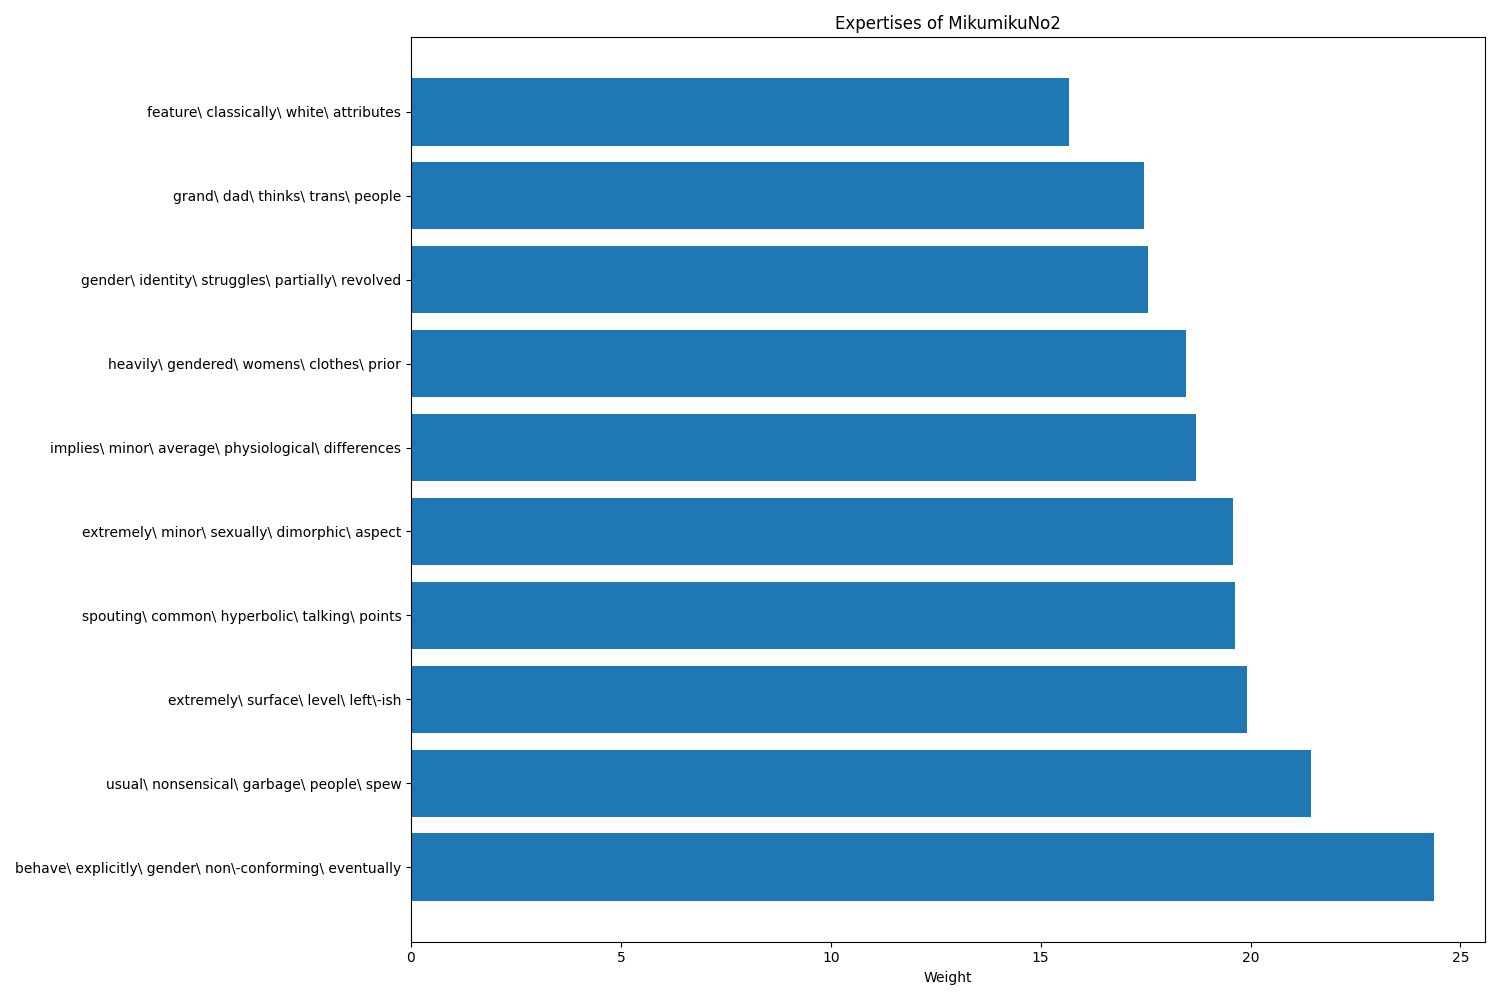 Expertises of MikumikuNo2
feature\ classically\ white\ attributes
grand\ dad\ thinks\ trans\ people
gender\ identity\ struggles\ partially\ revolved
heavily\ gendered\ womens\ clothes\ prior
implies\ minor\ average\ physiological\ differences
extremely\ minor\ sexually\ dimorphic\ aspect
spouting\ common\ hyperbolic\ talking\ points
extremely\ surface\ level\ left\-ish
usual\ nonsensical\ garbage\ people\ spew
behave\ explicitly\ gender\ non\-conforming\ eventually
0 5 10 15 20 25
Weight